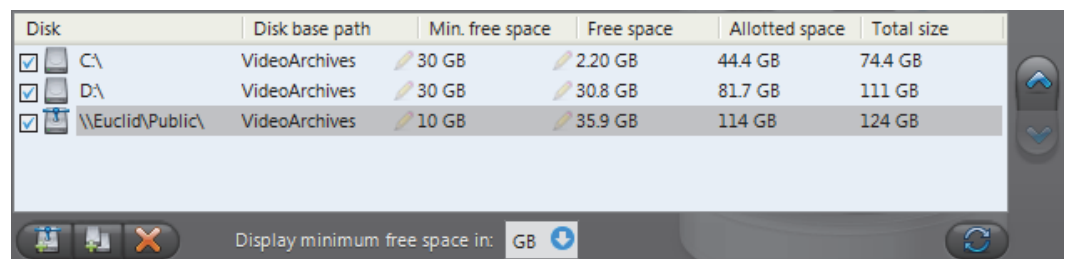 Disk Disk base path Min. free space Free space Allotted space Total size
C:\ VideoArchives 30 GB 2.20 GB 44.4 GB 74.4 GB
D:\ VideoArchives 30 GB 30.8 GB 81.7 GB 111 GB
\\Euclid\Public\ VideoArchives 10 GB 35.9 GB 114 GB 124 GB
Display minimum free space in: GB